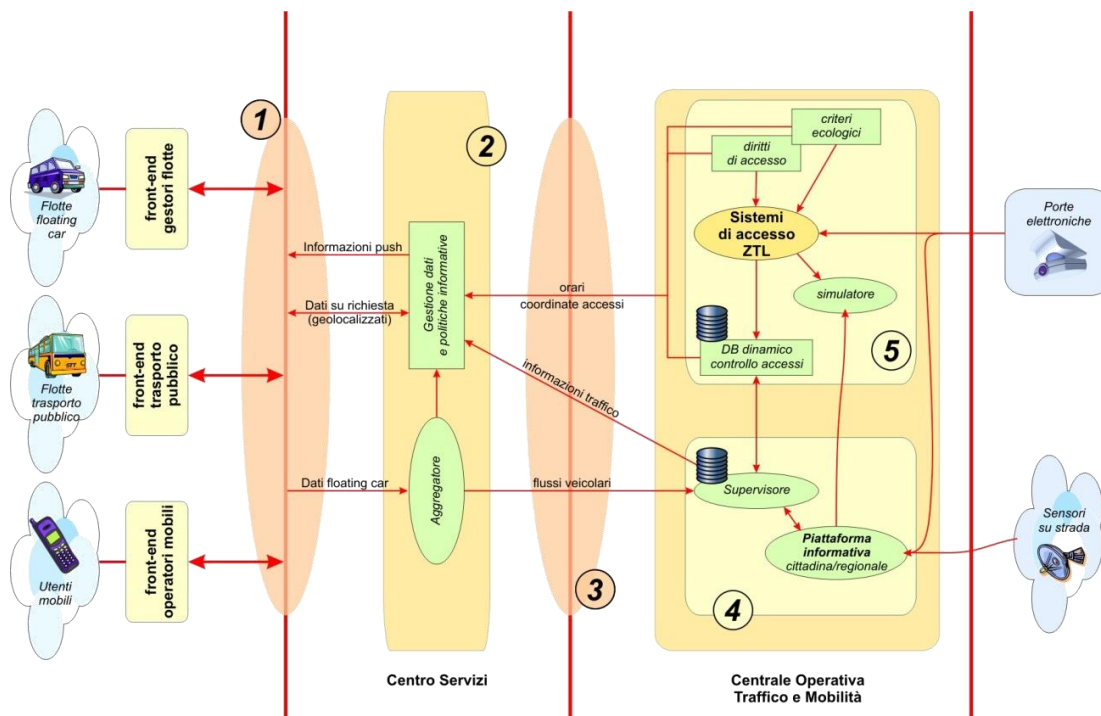 1
2
3
4
5
Flotte
floating
car
front-end
gestori flotte
Flotte
trasporto
pubblico
front-end
trasporto
pubblico
Utenti
mobili
front-end
operatori mobili
Informazioni push
Dati su richiesta
(geolocalizzati)
Dati floating car
Gestione dati
e politiche informative
Aggregatore
Centro Servizi
orari
coordinate accessi
informazioni traffico
flussi veicolari
criteri
ecologici
diritti
di accesso
Sistemi
di accesso
ZTL
simulatore
DB dinamico
controllo accessi
Supervisore
Piattaforma
informativa
cittadina/regionale
Centrale Operativa
Traffico e Mobilità
Porte
elettroniche
Sensori
su strada